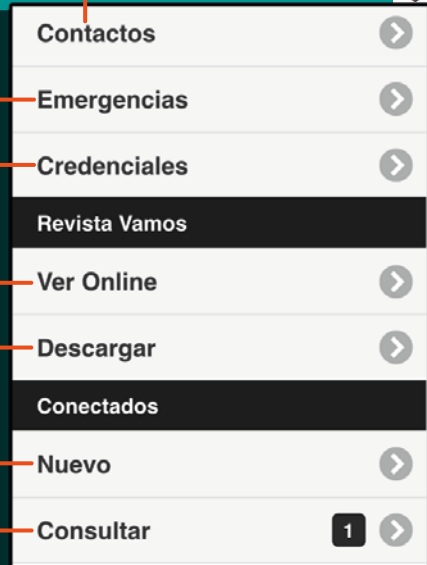 Contactos
Emergencias
Credenciales
Revista Vamos
Ver Online
Descargar
Conectados
Nuevo
Consultar 1